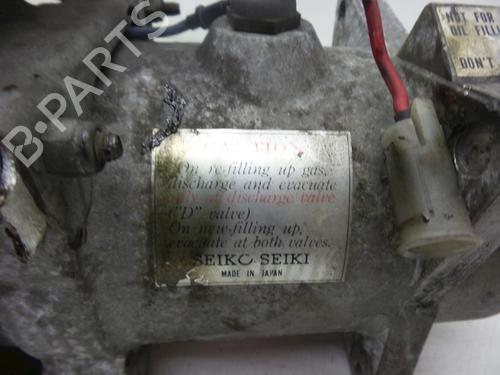 NOT FOR
OIL FILLI
DON'T
B-PARTS
CAUTION
On re-filling up gas,
discharge and evacuate
only at discharge valve
("D" valve)
On new-filling up,
evacuate at both valves.
SEIKO SEIKI
MADE IN JAPAN